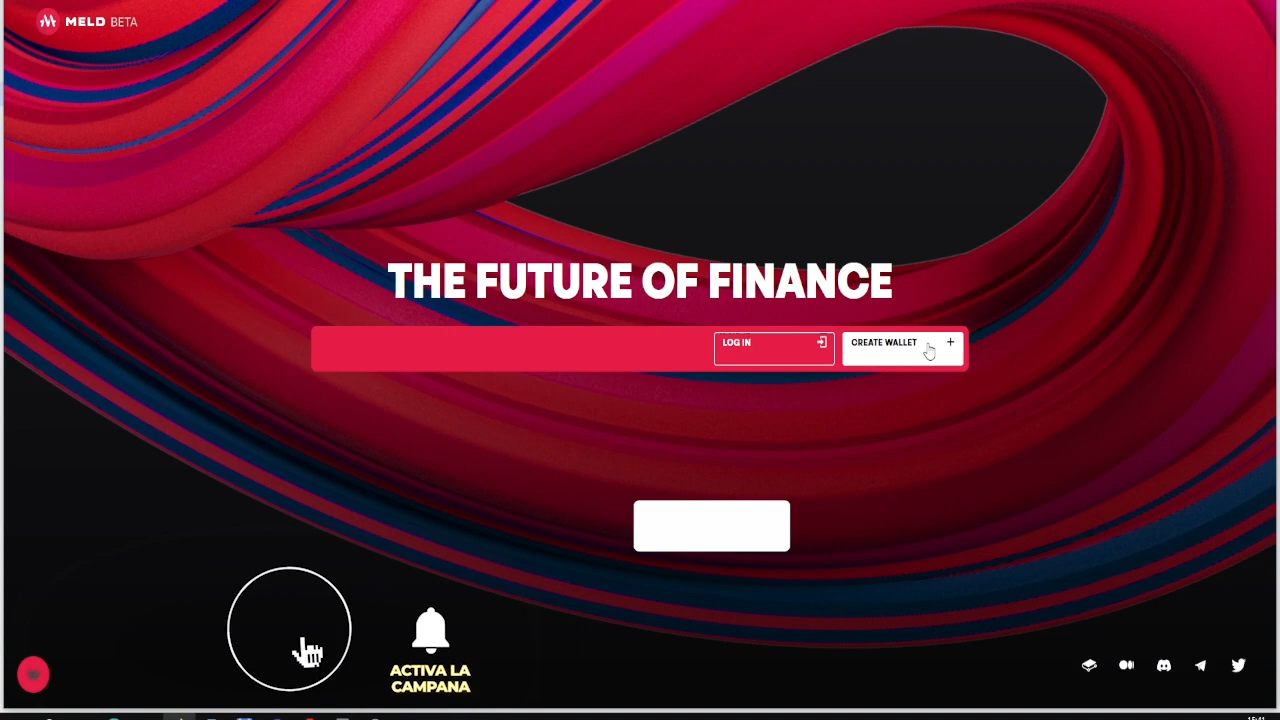 MELD BETA
THE FUTURE OF FINANCE
LOG IN
CREATE WALLET
ACTIVA LA
CAMPANA